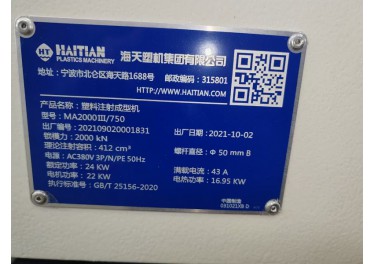 HT HAITIAN 海天塑机集团有限公司
PLASTICS MACHINERY
地址：宁波市北仑区海天路1688号 邮政编码：315801
HTTP://WWW.HAITIAN.COM
产品名称：塑料注射成型机
型号：MA2000III/750
出厂编号：202109020001831 出厂日期：2021-10-02
锁模力：2000 kN 螺杆直径：Φ 50 mm B
理论注射容积：412 cm³
电源：AC380V 3P/N/PE 50Hz 满载电流：43 A
额定功率：24 KW 电热功率：16.95 KW
电机功率：22 KW
执行标准号：GB/T 25156-2020 中国制造